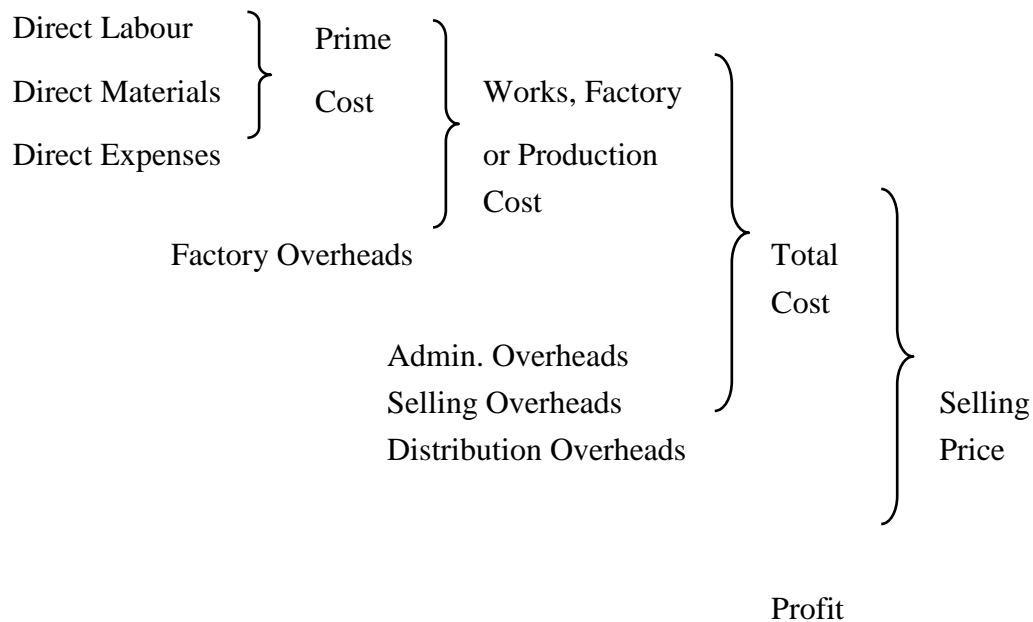 Direct Labour
Direct Materials
Direct Expenses
Prime
Cost
Factory Overheads
Works, Factory
or Production
Cost
Admin. Overheads
Selling Overheads
Distribution Overheads
Total
Cost
Profit
Selling
Price